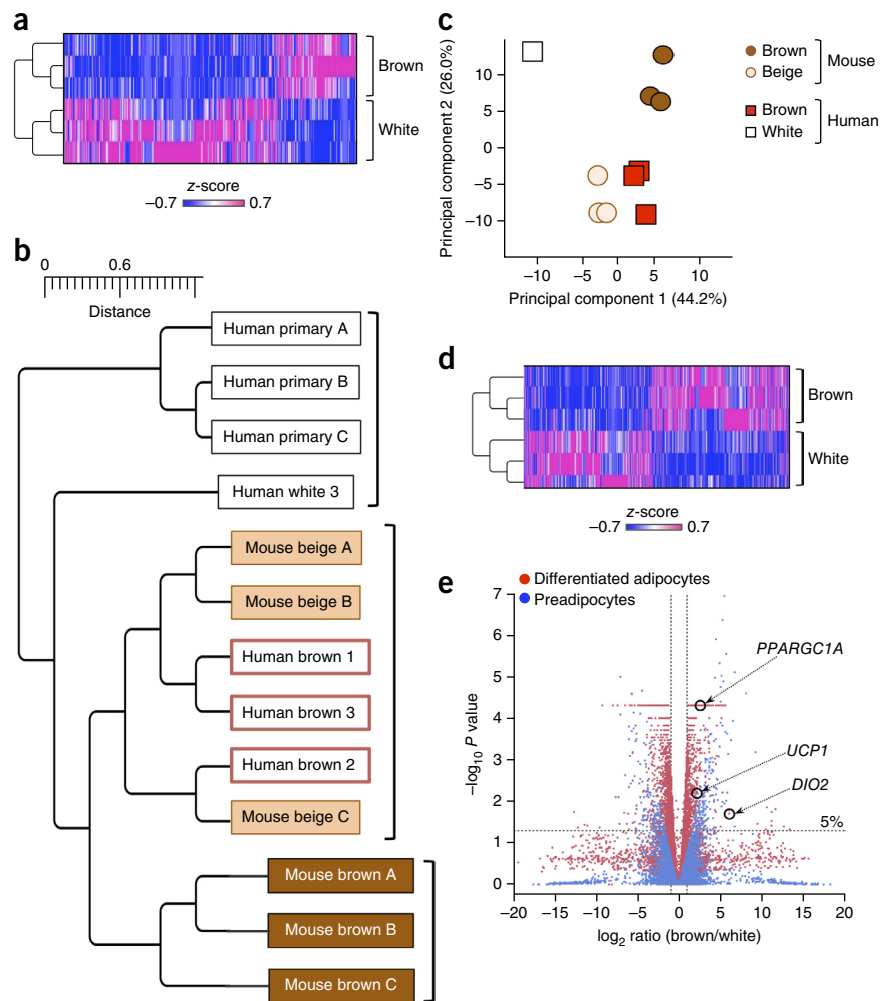 a
Brown
White
z-score
−0.7 0.7
b
0 0.6
Distance
Human primary A
Human primary B
Human primary C
Human white 3
Mouse beige A
Mouse beige B
Human brown 1
Human brown 3
Human brown 2
Mouse beige C
Mouse brown A
Mouse brown B
Mouse brown C
c
Principal component 2 (26.0%)
10
5
0
−5
−10
−10 −5 0 5 10
Principal component 1 (44.2%)
Brown
Beige
Mouse
Brown
White
Human
d
Brown
White
z-score
−0.7 0.7
e
Differentiated adipocytes
Preadipocytes
−log10 P value
7
6
5
4
3
2
1
0
PPARGC1A
UCP1
DIO2
5%
−20 −15 −10 −5 0 5 10 15 20
log2 ratio (brown/white)